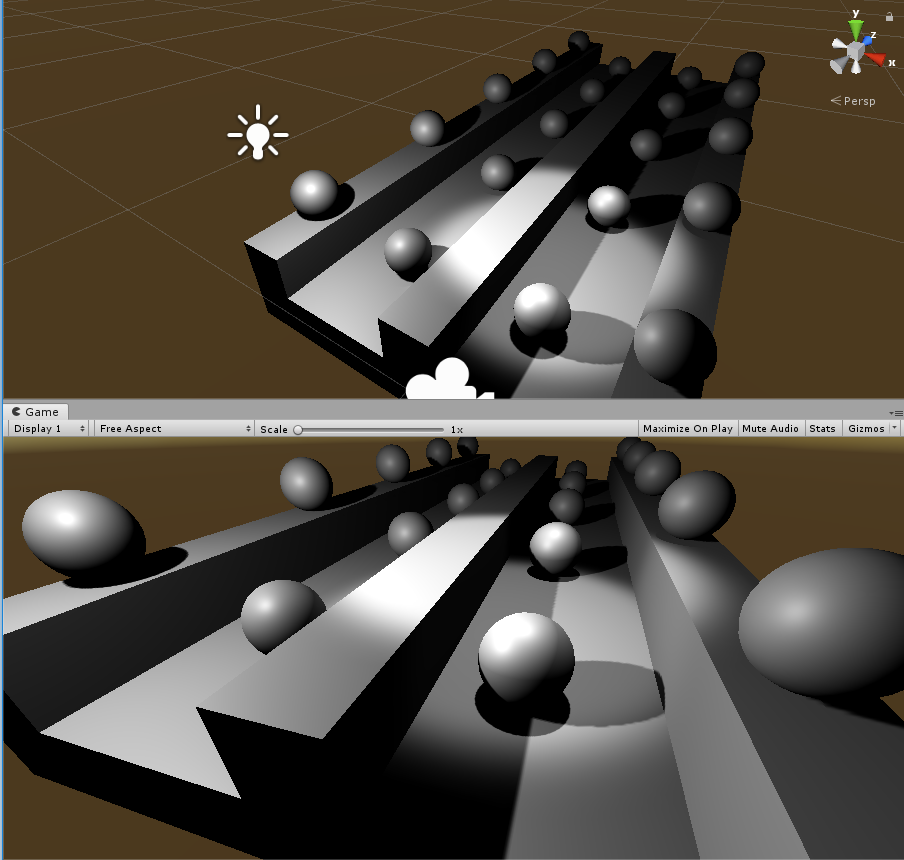 y
z
x
Persp
Game
Display 1
Free Aspect
Scale
1x
Maximize On Play
Mute Audio
Stats
Gizmos